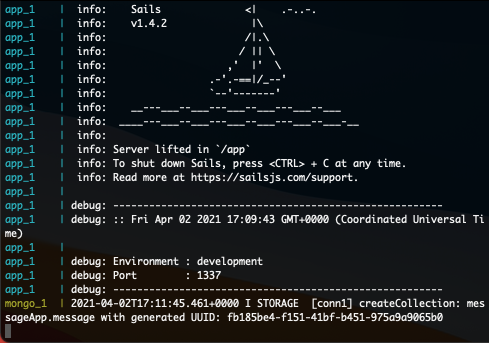 app_1    |  info:    Sails              <|    .-..-.
app_1    |  info:    v1.4.2              |\
app_1    |  info:                       /|.\
app_1    |  info:                      / || \
app_1    |  info:                    ,'  |'  \
app_1    |  info:                 .-'.-==|/_--'
app_1    |  info:                 `--'-------'
app_1    |  info:    __---___--___---___--___---___--___
app_1    |  info:  ____---___--___---___--___---___--___-__
app_1    |  info:
app_1    |  info: Server lifted in `/app`
app_1    |  info: To shut down Sails, press <CTRL> + C at any time.
app_1    |  info: Read more at https://sailsjs.com/support.
app_1    |
app_1    | debug: -------------------------------------------------------
app_1    | debug: :: Fri Apr 02 2021 17:09:43 GMT+0000 (Coordinated Universal Ti
me)
app_1    |
app_1    | debug: Environment : development
app_1    | debug: Port        : 1337
app_1    | debug: -------------------------------------------------------
mongo_1  | 2021-04-02T17:11:45.461+0000 I STORAGE  [conn1] createCollection: mes
sageApp.message with generated UUID: fb185be4-f151-41bf-b451-975a9a9065b0